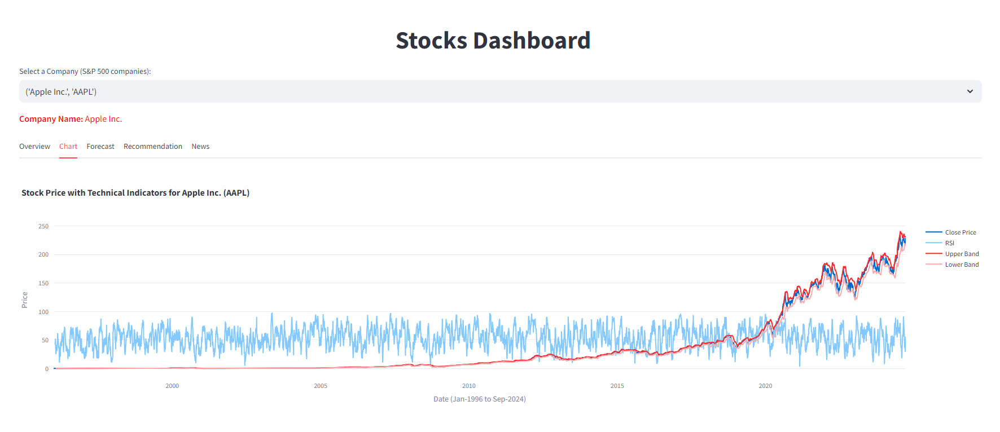 Stocks Dashboard
Select a Company (S&P 500 companies):
('Apple Inc.', 'AAPL')
Company Name: Apple Inc.
Overview Chart Forecast Recommendation News
Stock Price with Technical Indicators for Apple Inc. (AAPL)
250
200
150
100
50
0
Price
2000 2005 2010 2015 2020
Date (Jan-1996 to Sep-2024)
Close Price
RSI
Upper Band
Lower Band